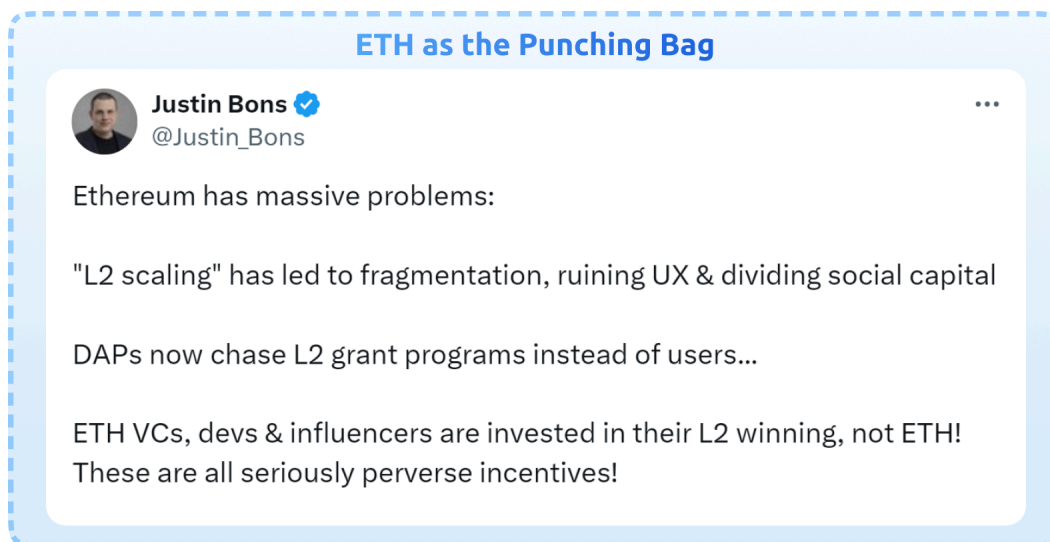 ETH as the Punching Bag
Justin Bons
@Justin_Bons
Ethereum has massive problems:
"L2 scaling" has led to fragmentation, ruining UX & dividing social capital
DAPs now chase L2 grant programs instead of users...
ETH VCs, devs & influencers are invested in their L2 winning, not ETH!
These are all seriously perverse incentives!